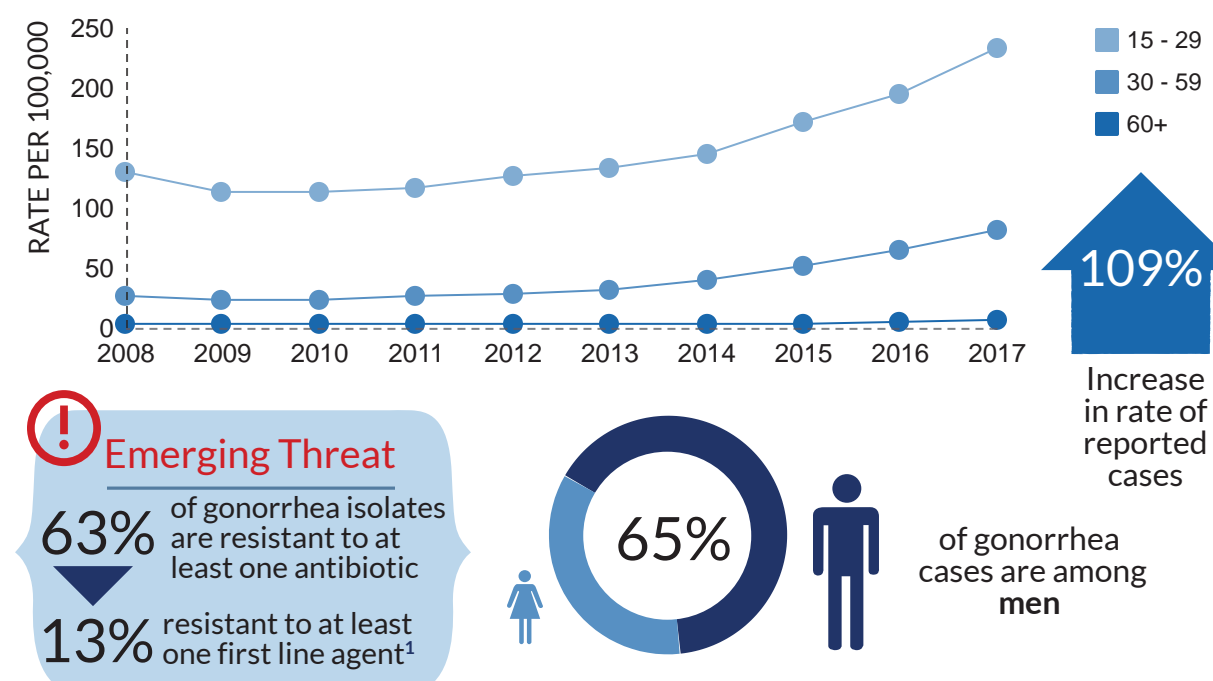 RATE PER 100,000
250
200
150
100
50
0
2008 2009 2010 2011 2012 2013 2014 2015 2016 2017
15 - 29
30 - 59
60+
109%
Increase
in rate of
reported
cases
!
Emerging Threat
63% of gonorrhea isolates
are resistant to at
least one antibiotic
13% resistant to at least
one first line agent¹
65%
of gonorrhea
cases are among
men